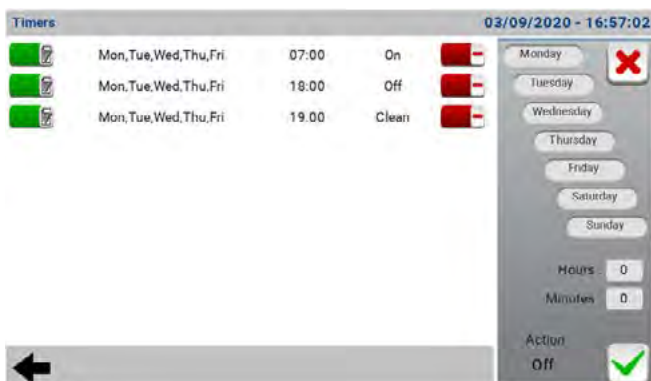 Timers 03/09/2020 - 16:57:02
Mon,Tue,Wed,Thu,Fri 07:00 On
Mon,Tue,Wed,Thu,Fri 18:00 Off
Mon,Tue,Wed,Thu,Fri 19.00 Clean
Monday
Tuesday
Wednesday
Thursday
Friday
Saturday
Sunday
Hours 0
Minutes 0
Action
Off